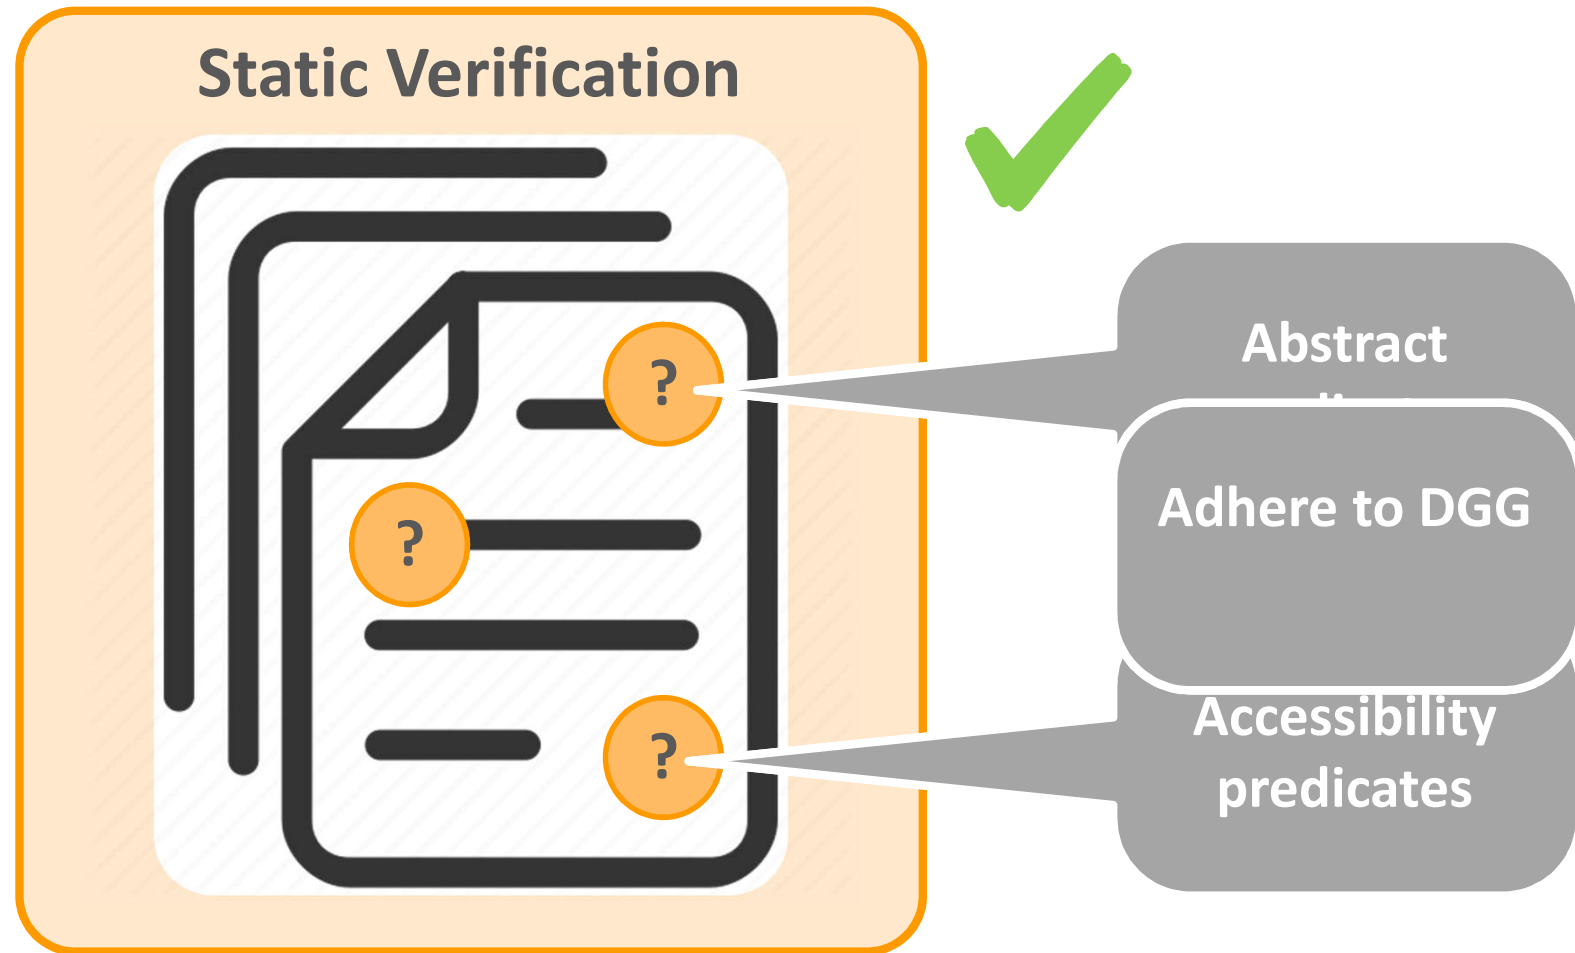 Static Verification
?
Abstract
Adhere to DGG
?
Accessibility
predicates
?